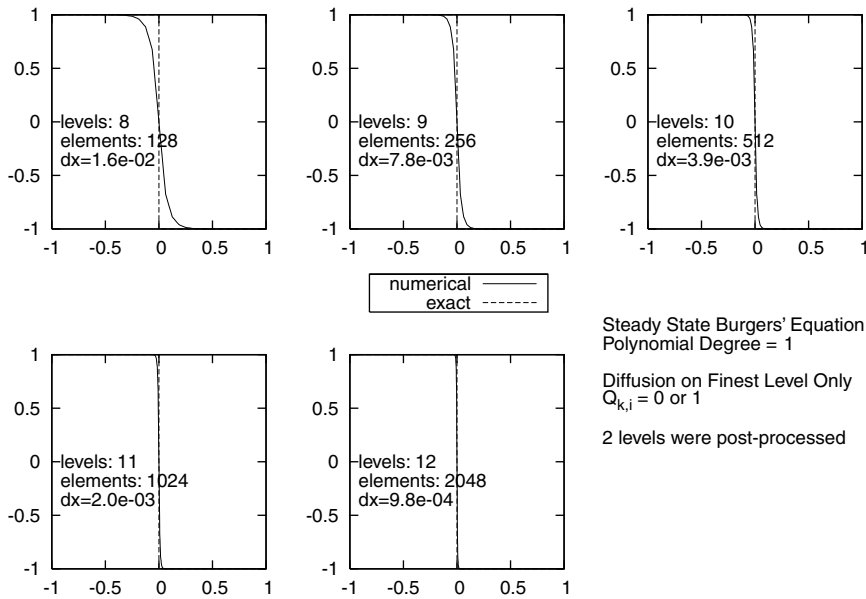 1
0.5
0
-0.5
-1
levels: 8
elements: 128
dx=1.6e-02
-1 -0.5 0 0.5 1
1
0.5
0
-0.5
-1
levels: 9
elements: 256
dx=7.8e-03
-1 -0.5 0 0.5 1
1
0.5
0
-0.5
-1
levels: 10
elements: 512
dx=3.9e-03
-1 -0.5 0 0.5 1
numerical
exact
1
0.5
0
-0.5
-1
levels: 11
elements: 1024
dx=2.0e-03
-1 -0.5 0 0.5 1
1
0.5
0
-0.5
-1
levels: 12
elements: 2048
dx=9.8e-04
-1 -0.5 0 0.5 1
Steady State Burgers' Equation
Polynomial Degree = 1
Diffusion on Finest Level Only
Q_{k,i} = 0 or 1
2 levels were post-processed